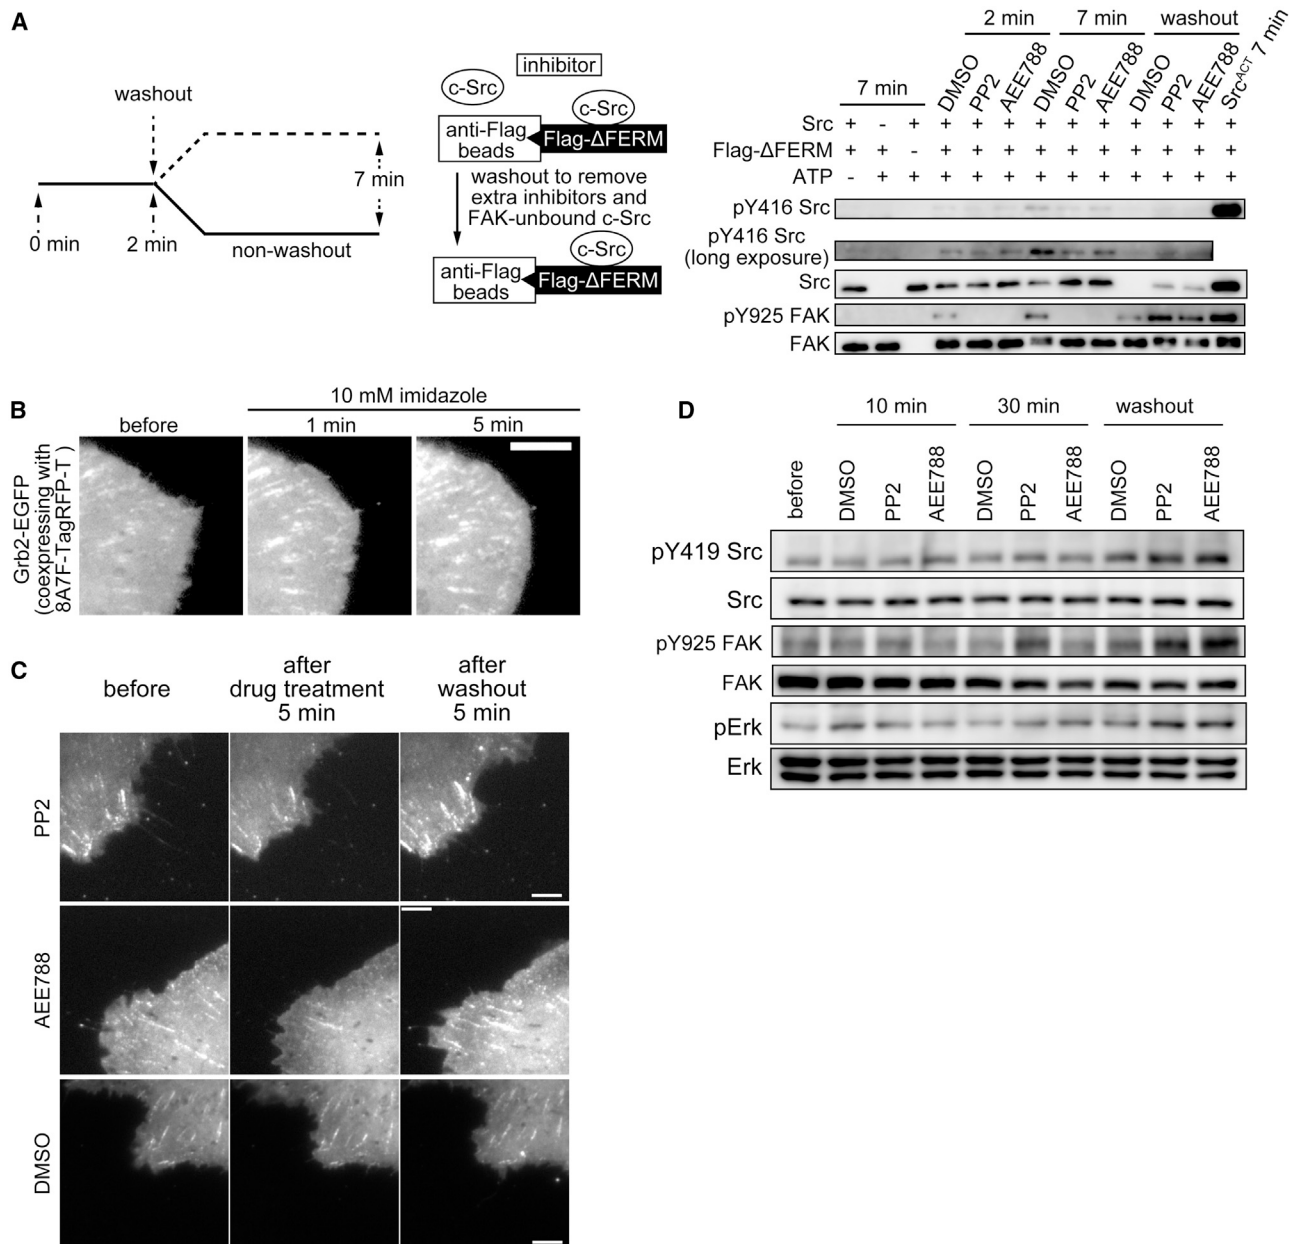 A
washout
0 min
2 min
7 min
non-washout
inhibitor
c-Src
c-Src
anti-Flag
beads
Flag-ΔFERM
washout to remove
extra inhibitors and
FAK-unbound c-Src
c-Src
anti-Flag
beads
Flag-ΔFERM
2 min
7 min
washout
7 min
DMSO
PP2
AEE788
DMSO
PP2
AEE788
DMSO
PP2
AEE788
Src^ACT 7 min
Src + - + + + + + + + + + + +
Flag-ΔFERM + + - + + + + + + + + + +
ATP - + + + + + + + + + + + +
pY416 Src
pY416 Src
(long exposure)
Src
pY925 FAK
FAK
B
10 mM imidazole
before
1 min
5 min
Grb2-EGFP
(coexpressing with
8A7F-TagRFP-T )
C
before
after
drug treatment
5 min
after
washout
5 min
PP2
AEE788
DMSO
D
10 min
30 min
washout
before
DMSO
PP2
AEE788
DMSO
PP2
AEE788
DMSO
PP2
AEE788
pY419 Src
Src
pY925 FAK
FAK
pErk
Erk